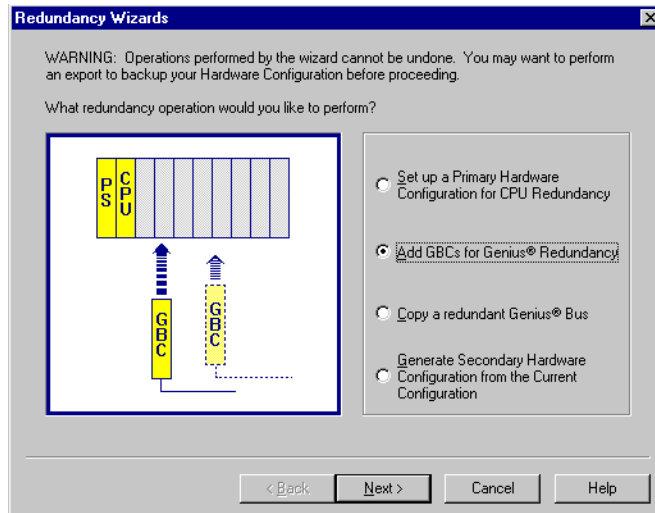 Redundancy Wizards
WARNING: Operations performed by the wizard cannot be undone. You may want to perform
an export to backup your Hardware Configuration before proceeding.
What redundancy operation would you like to perform?
PS
CPU
GBC
GBC
Set up a Primary Hardware
Configuration for CPU Redundancy
Add GBCs for Genius® Redundancy
Copy a redundant Genius® Bus
Generate Secondary Hardware
Configuration from the Current
Configuration
< Back
Next >
Cancel
Help